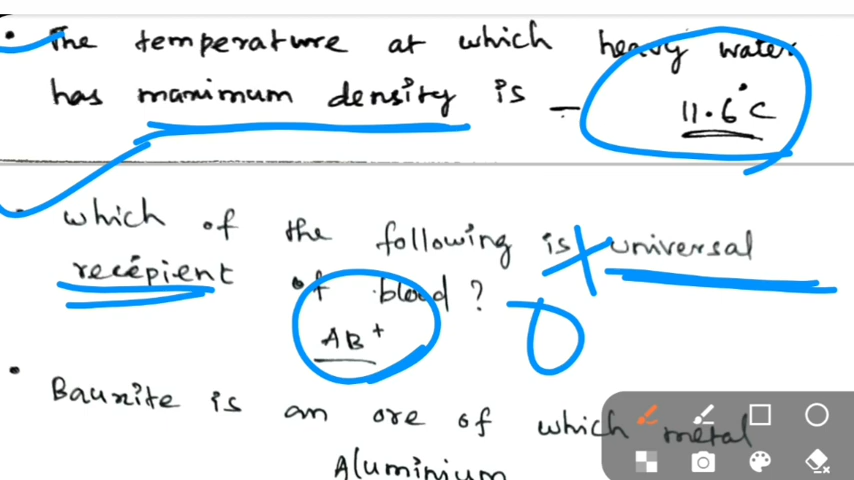 • The temperature at which heavy water
has maximum density is – 11.6°C
• which of the following is universal
recepient of blood?
AB+
• Bauxite is an ore of which metal
Aluminium